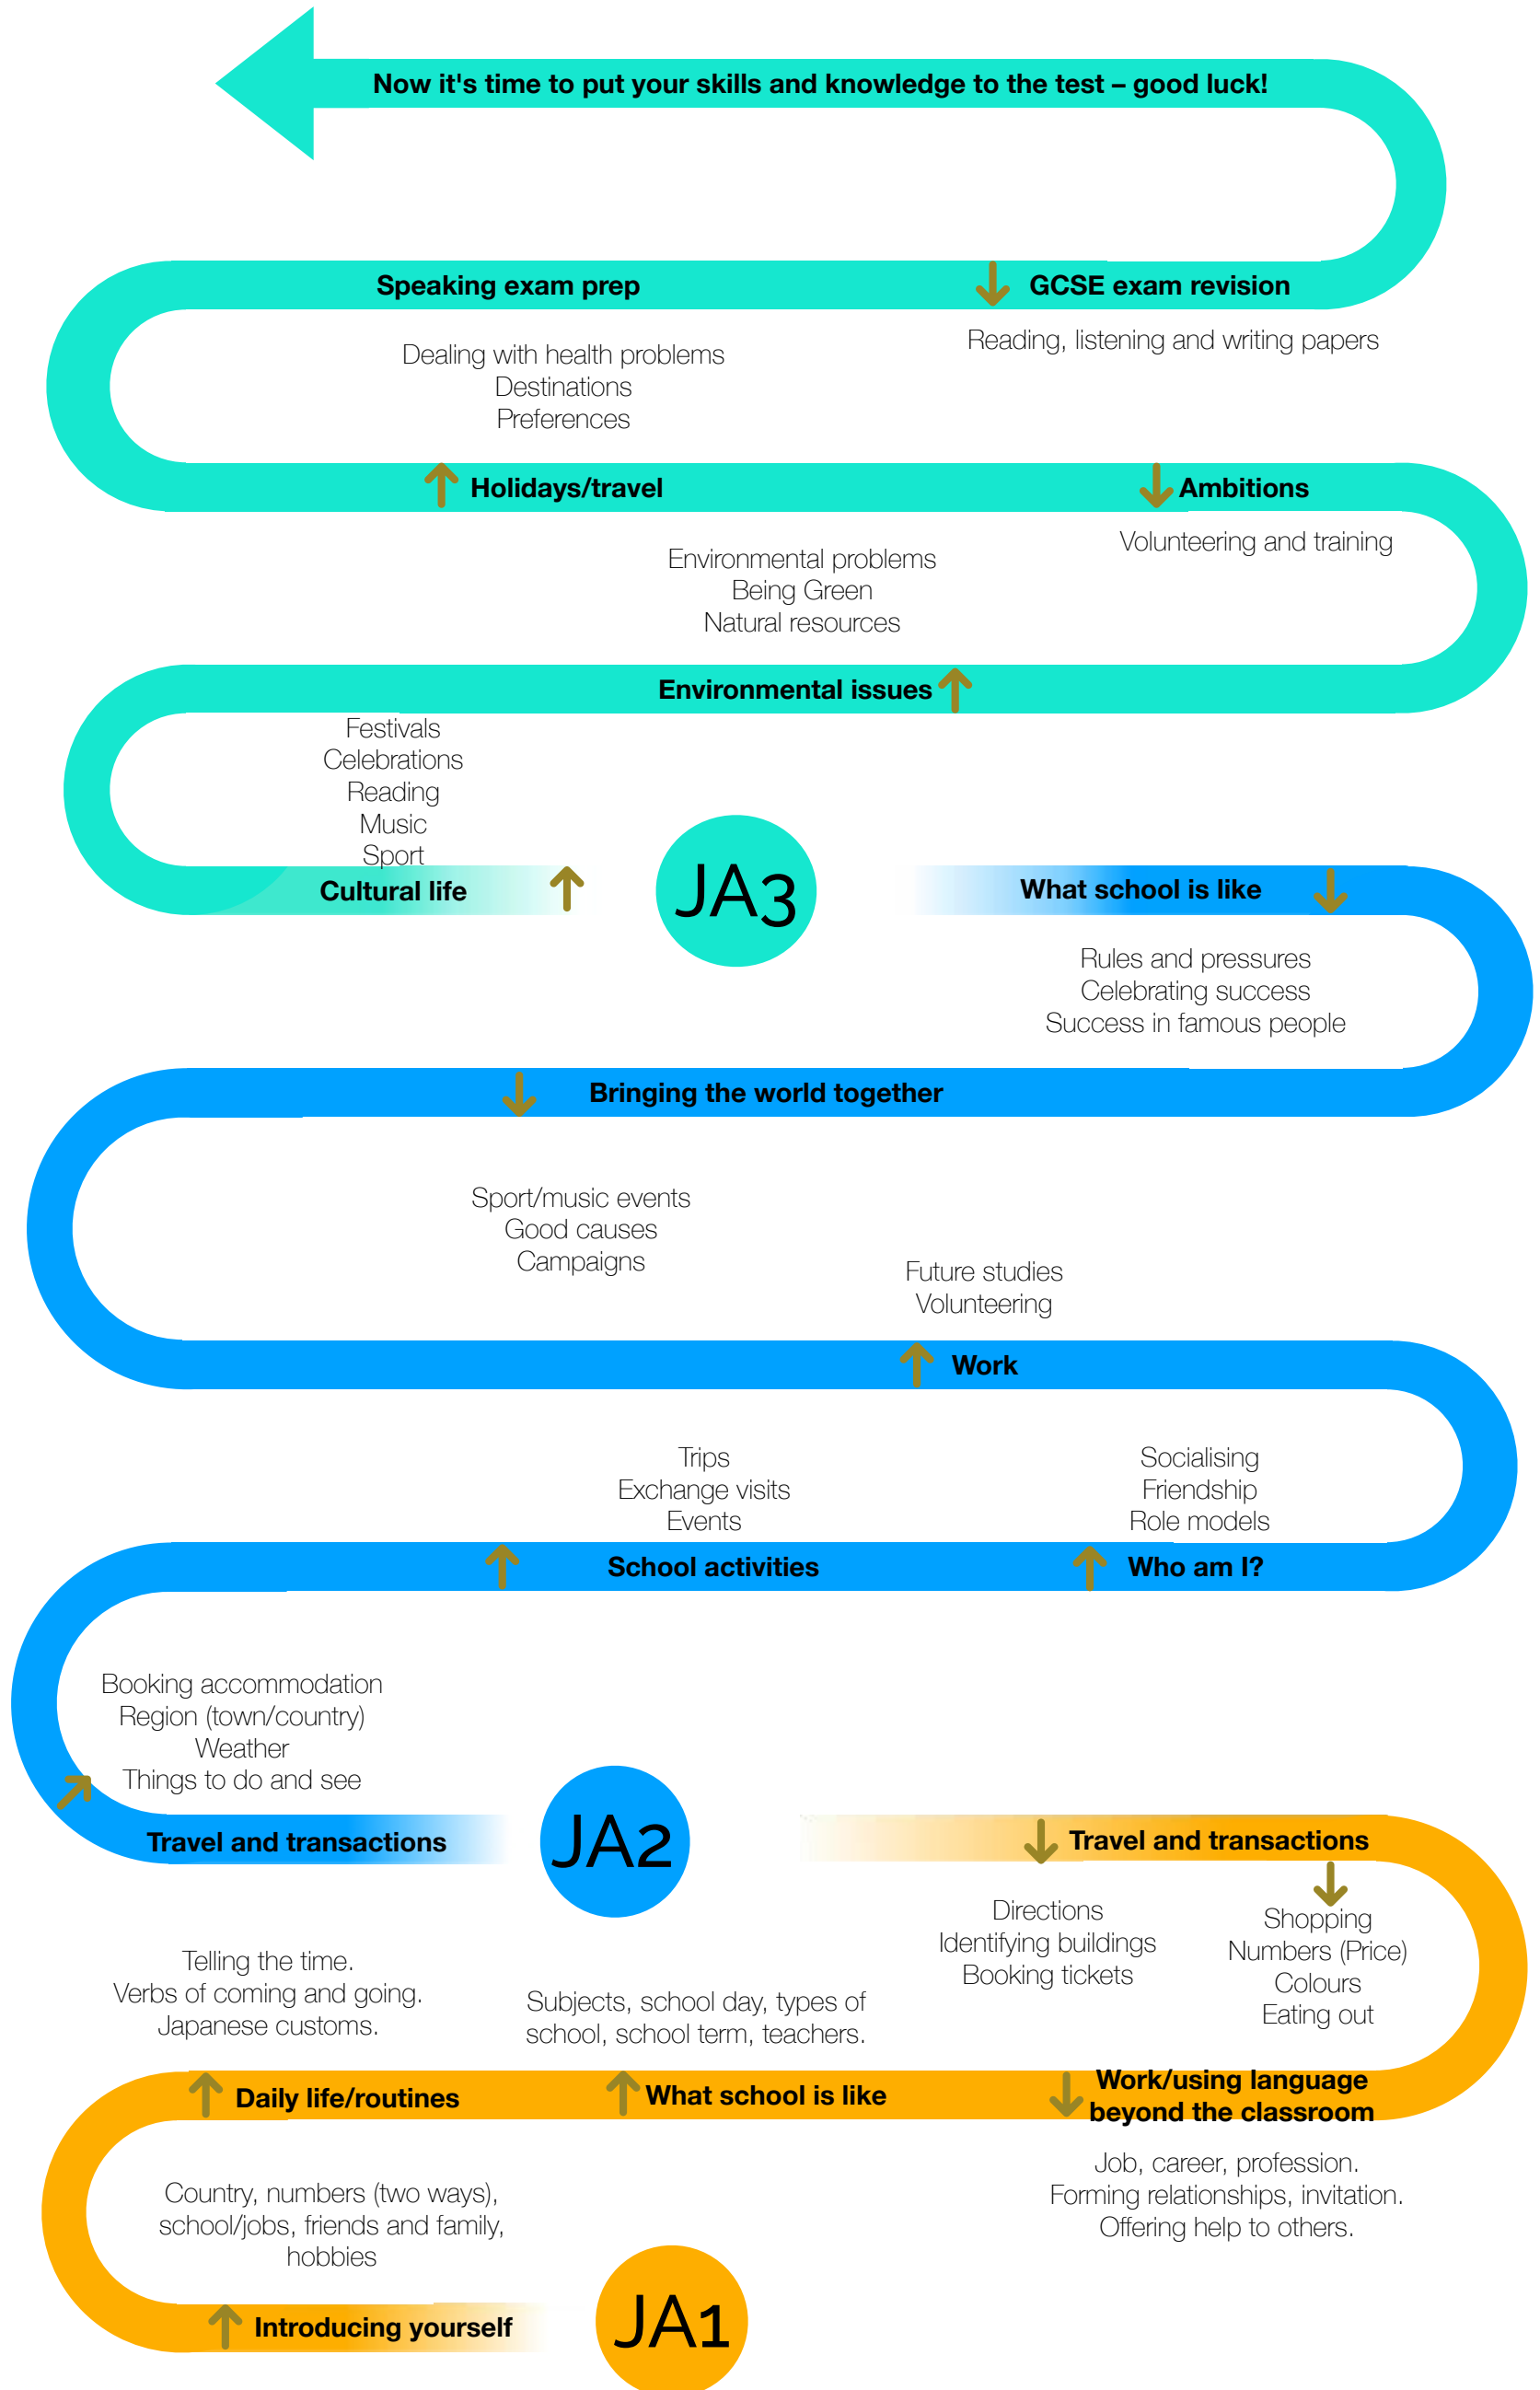 Now it's time to put your skills and knowledge to the test – good luck!
Speaking exam prep
GCSE exam revision
Dealing with health problems
Destinations
Preferences
Reading, listening and writing papers
Holidays/travel
Ambitions
Environmental problems
Being Green
Natural resources
Volunteering and training
Environmental issues
Festivals
Celebrations
Reading
Music
Sport
Cultural life
JA3
What school is like
Rules and pressures
Celebrating success
Success in famous people
Bringing the world together
Sport/music events
Good causes
Campaigns
Future studies
Volunteering
Work
Trips
Exchange visits
Events
Socialising
Friendship
Role models
School activities
Who am I?
Booking accommodation
Region (town/country)
Weather
Things to do and see
Travel and transactions
JA2
Travel and transactions
Directions
Identifying buildings
Booking tickets
Shopping
Numbers (Price)
Colours
Eating out
Telling the time.
Verbs of coming and going.
Japanese customs.
Subjects, school day, types of
school, school term, teachers.
Daily life/routines
What school is like
Work/using language
beyond the classroom
Job, career, profession.
Forming relationships, invitation.
Offering help to others.
Country, numbers (two ways),
school/jobs, friends and family,
hobbies
Introducing yourself
JA1